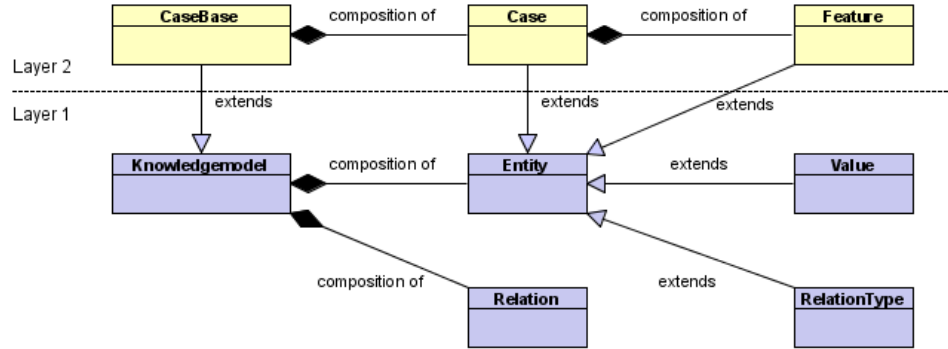 CaseBase
composition of
Case
composition of
Feature
Layer 2
extends
extends
extends
Layer 1
Knowledgemodel
composition of
Entity
extends
Value
composition of
extends
Relation
RelationType